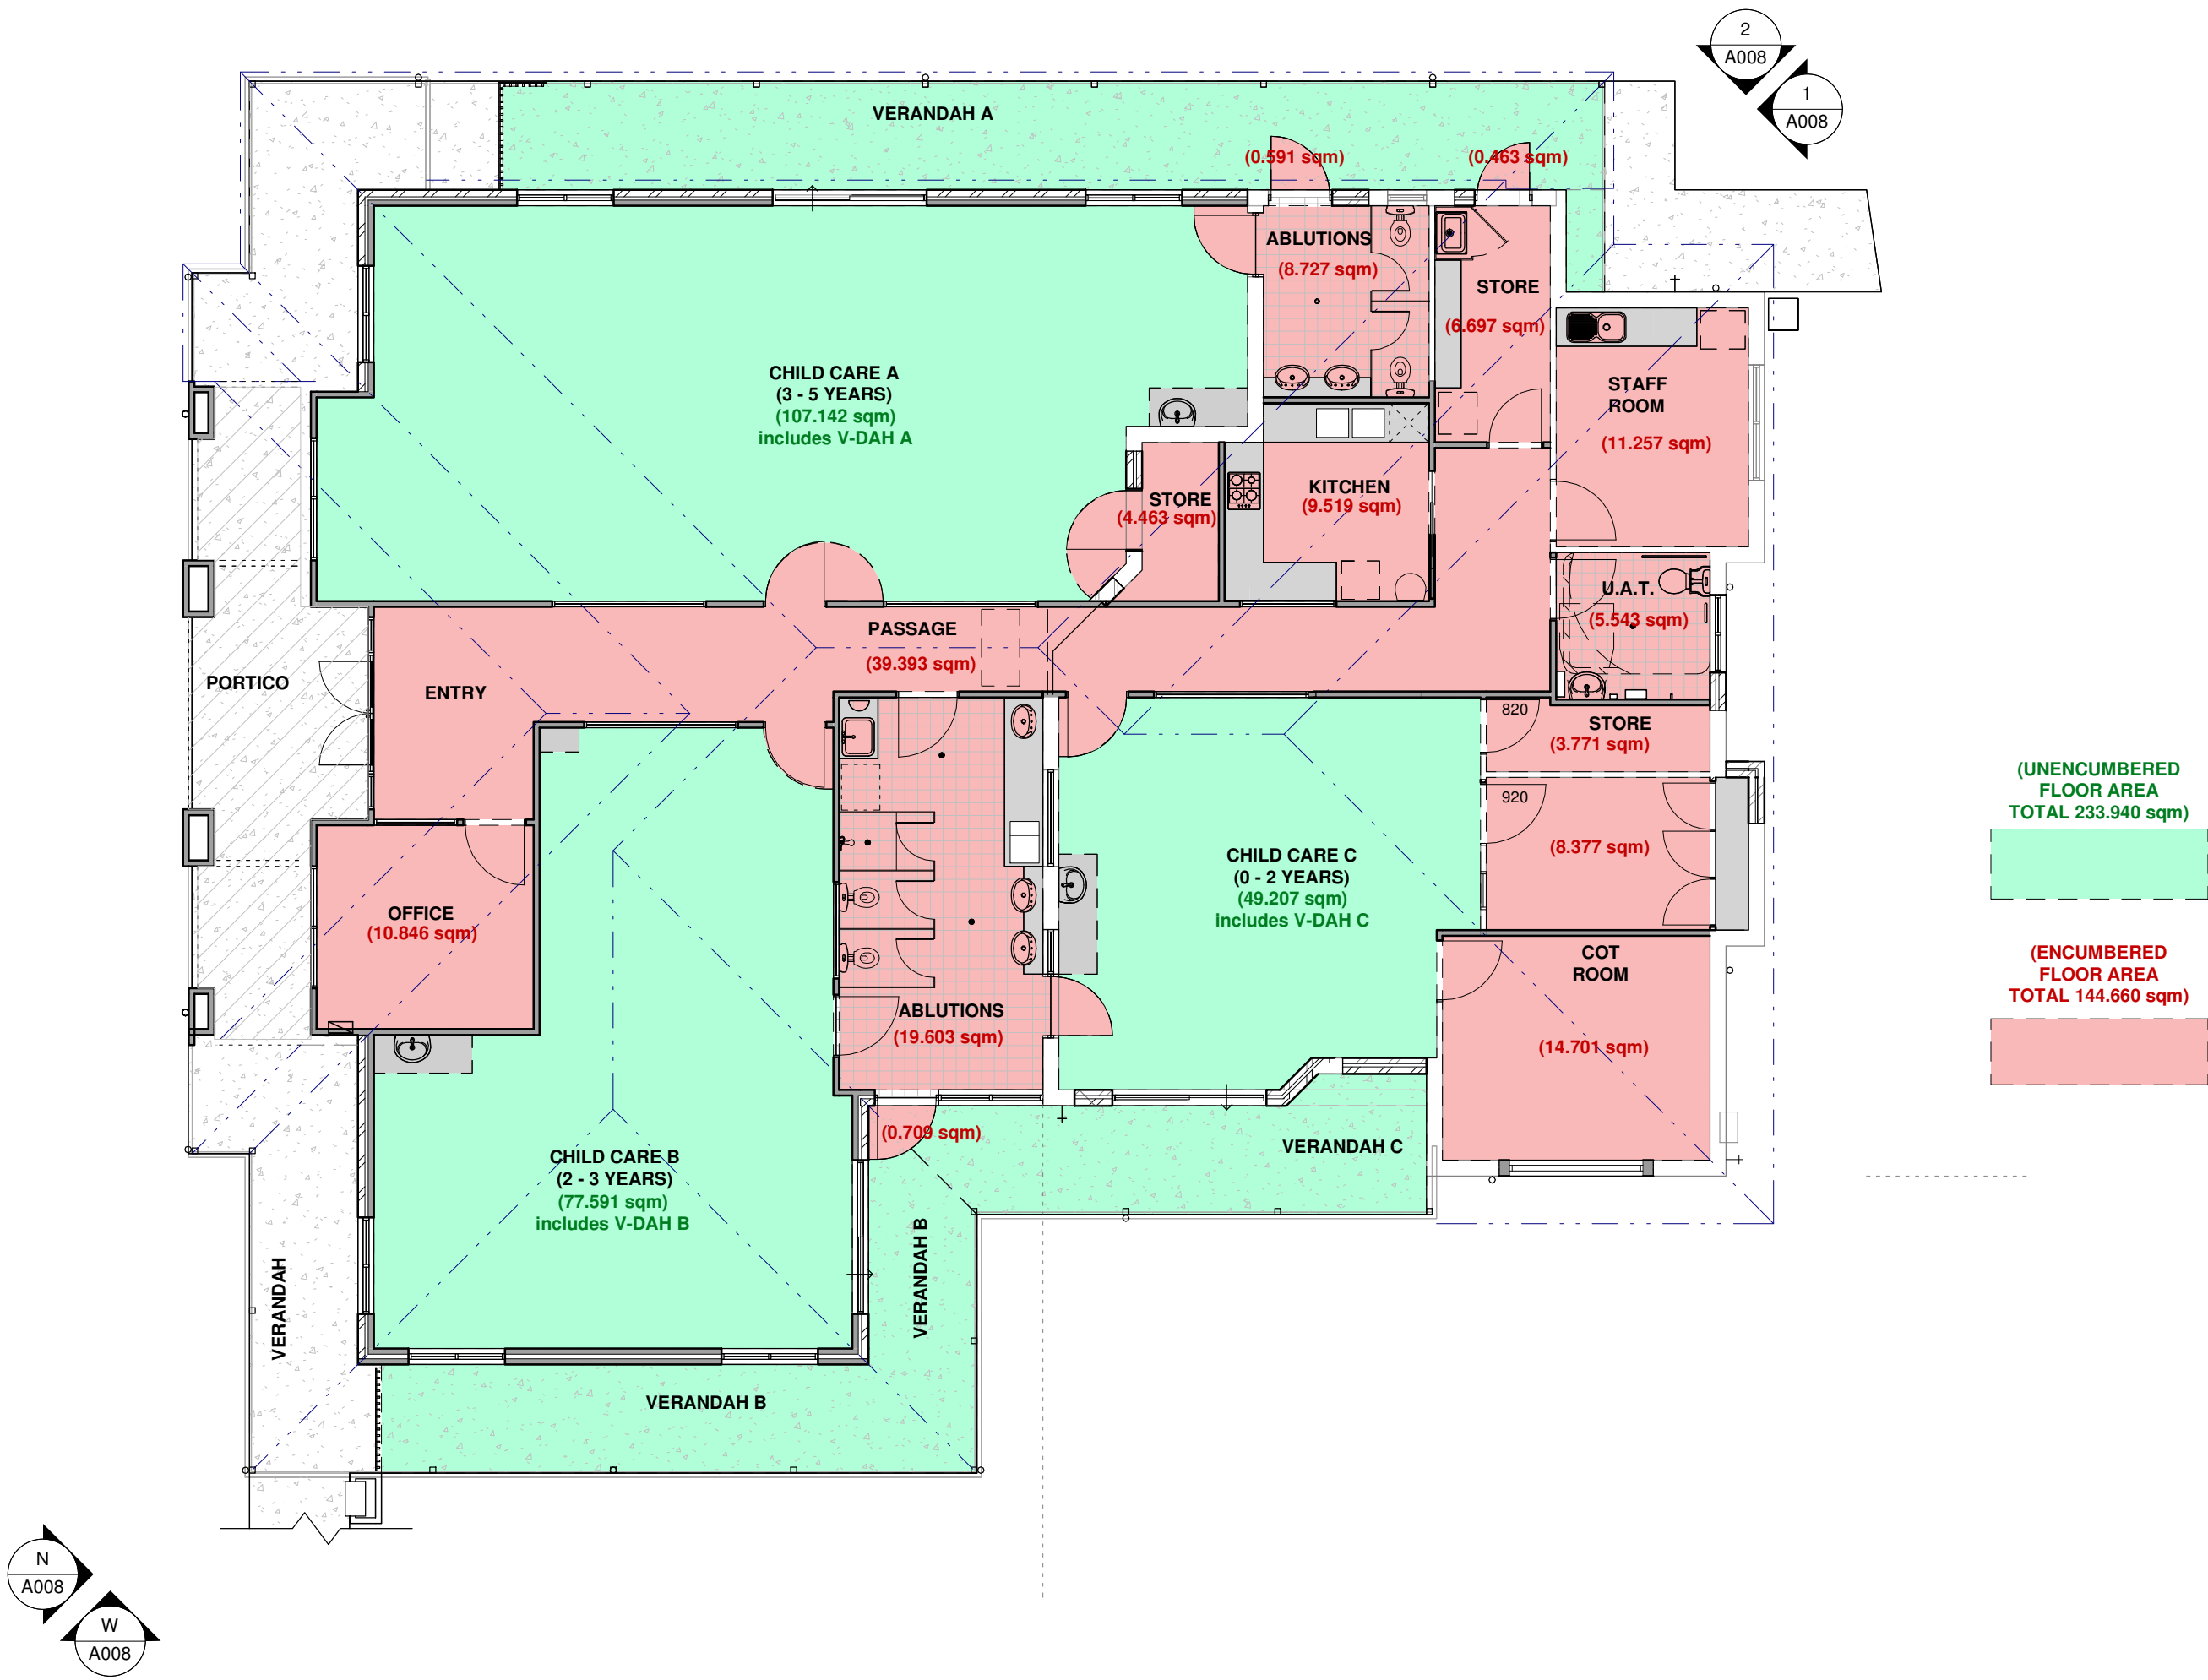 2
A008
1
A008
VERANDAH A
(0.591 sqm)
(0.463 sqm)
ABLUTIONS
(8.727 sqm)
STORE
(6.697 sqm)
CHILD CARE A
(3 - 5 YEARS)
(107.142 sqm)
includes V-DAH A
STAFF
ROOM
(11.257 sqm)
STORE
(4.463 sqm)
KITCHEN
(9.519 sqm)
U.A.T.
(5.543 sqm)
PASSAGE
(39.393 sqm)
PORTICO
ENTRY
820
STORE
(3.771 sqm)
920
(8.377 sqm)
(UNENCUMBERED
FLOOR AREA
TOTAL 233.940 sqm)
CHILD CARE C
(0 - 2 YEARS)
(49.207 sqm)
includes V-DAH C
OFFICE
(10.846 sqm)
COT
ROOM
(14.701 sqm)
(ENCUMBERED
FLOOR AREA
TOTAL 144.660 sqm)
ABLUTIONS
(19.603 sqm)
(0.709 sqm)
VERANDAH C
CHILD CARE B
(2 - 3 YEARS)
(77.591 sqm)
includes V-DAH B
VERANDAH B
VERANDAH
VERANDAH B
N
A008
W
A008